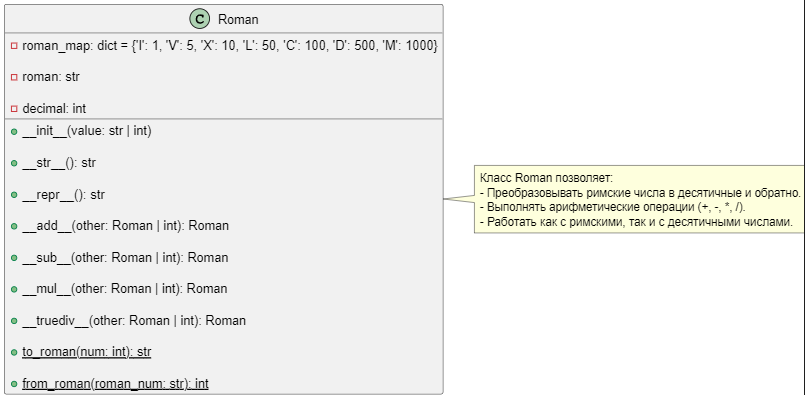 C Roman
roman_map: dict = {'I': 1, 'V': 5, 'X': 10, 'L': 50, 'C': 100, 'D': 500, 'M': 1000}
roman: str
decimal: int
__init__(value: str | int)
__str__(): str
__repr__(): str
__add__(other: Roman | int): Roman
__sub__(other: Roman | int): Roman
__mul__(other: Roman | int): Roman
__truediv__(other: Roman | int): Roman
to_roman(num: int): str
from_roman(roman_num: str): int
Класс Roman позволяет:
- Преобразовывать римские числа в десятичные и обратно.
- Выполнять арифметические операции (+, -, *, /).
- Работать как с римскими, так и с десятичными числами.